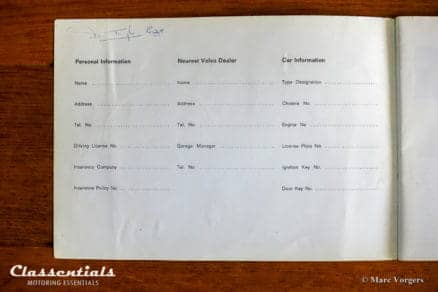 Personal Information
Name
Address
Tel. No.
Driving License No.
Insurance Company
Insurance Policy No.
Nearest Volvo Dealer
Name
Address
Tel. No.
Garage Manager
Tel. No.
Car Information
Type Designation
Chassis No.
Engine No.
License Plate No.
Ignition Key No.
Door Key No.
Classentials
MOTORING ESSENTIALS
© Marc Vorgers